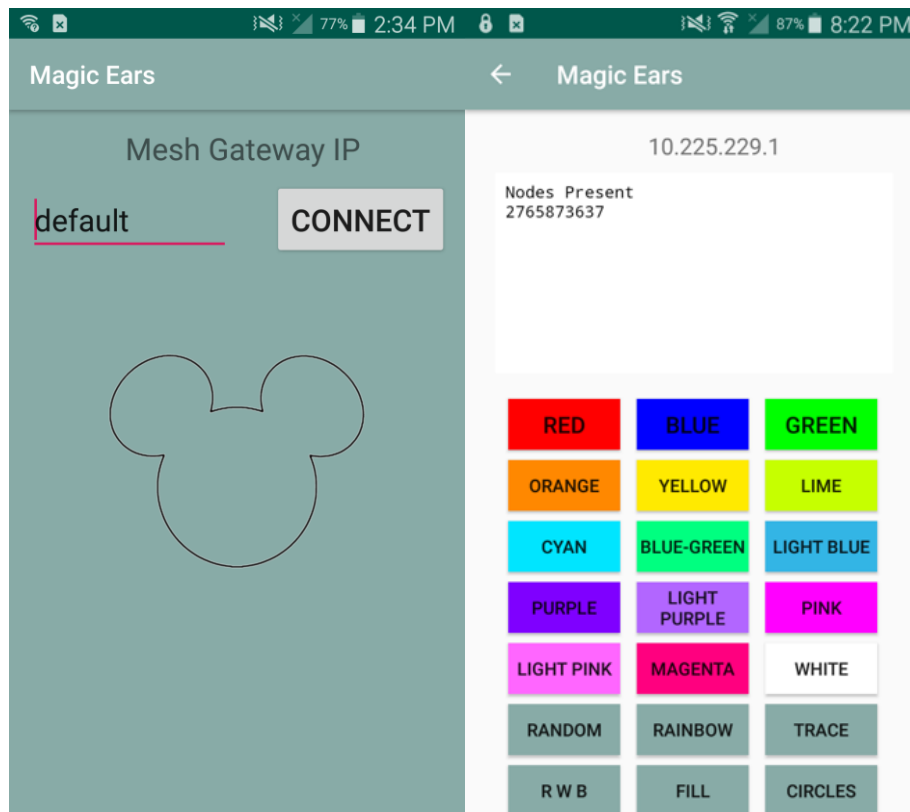 77% 2:34 PM
Magic Ears
Mesh Gateway IP
default CONNECT
87% 8:22 PM
Magic Ears
10.225.229.1
Nodes Present
2765873637
RED BLUE GREEN
ORANGE YELLOW LIME
CYAN BLUE-GREEN LIGHT BLUE
PURPLE LIGHT PURPLE PINK
LIGHT PINK MAGENTA WHITE
RANDOM RAINBOW TRACE
R W B FILL CIRCLES